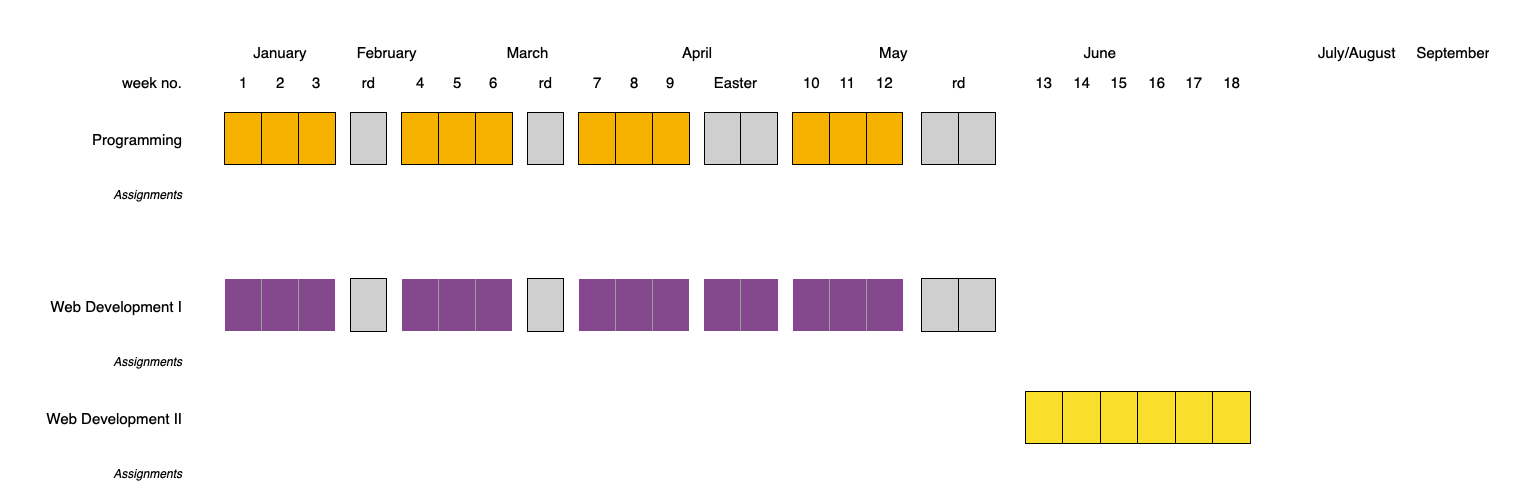 January February March April May June July/August September
week no. 1 2 3 rd 4 5 6 rd 7 8 9 Easter 10 11 12 rd 13 14 15 16 17 18
Programming
Assignments
Web Development I
Assignments
Web Development II
Assignments